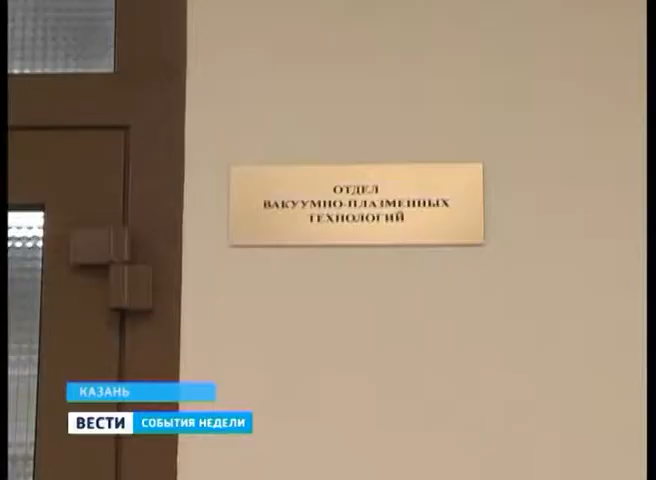 ОТДЕЛ
ВАКУУМНО-ПЛАЗМЕННЫХ
ТЕХНОЛОГИЙ
КАЗАНЬ
ВЕСТИ СОБЫТИЯ НЕДЕЛИ